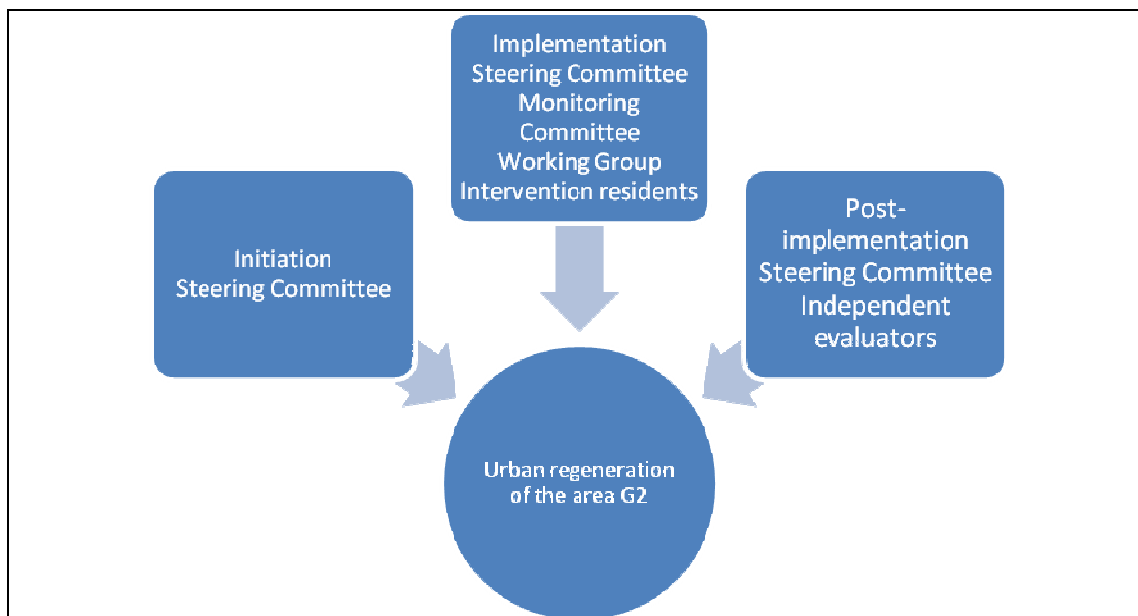 Implementation
Steering Committee
Monitoring
Committee
Working Group
Intervention residents
Initiation
Steering Committee
Post-
implementation
Steering Committee
Independent
evaluators
Urban regeneration
of the area G2